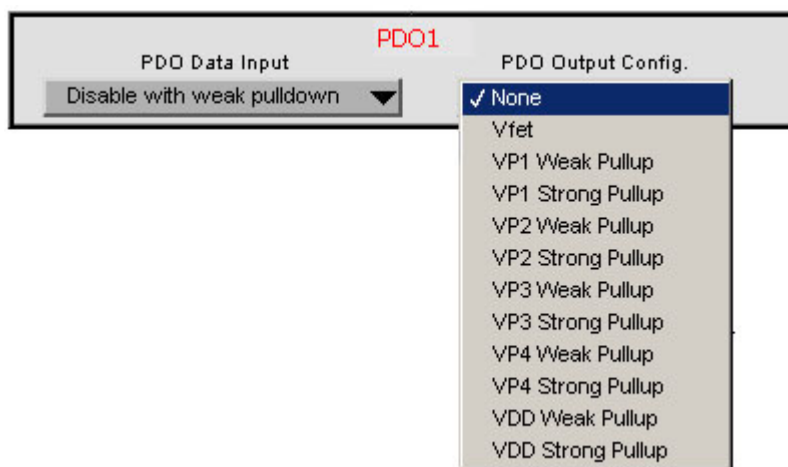 PDO1
PDO Data Input
PDO Output Config.
Disable with weak pulldown
None
Vfet
VP1 Weak Pullup
VP1 Strong Pullup
VP2 Weak Pullup
VP2 Strong Pullup
VP3 Weak Pullup
VP3 Strong Pullup
VP4 Weak Pullup
VP4 Strong Pullup
VDD Weak Pullup
VDD Strong Pullup